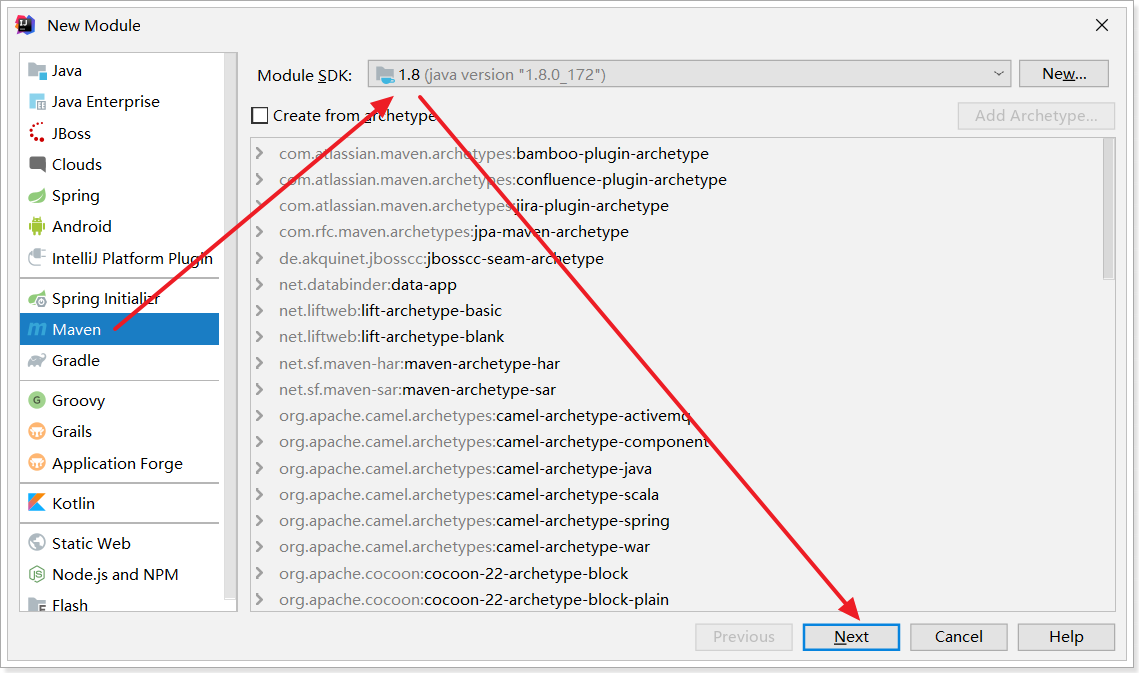 New Module
Java
Java Enterprise
JBoss
Clouds
Spring
Android
IntelliJ Platform Plugin
Spring Initializr
Maven
Gradle
Groovy
Grails
Application Forge
Kotlin
Static Web
Node.js and NPM
Flash
Module SDK:
1.8 (java version "1.8.0_172")
New...
Create from archetype
Add Archetype...
com.atlassian.maven.archetypes:bamboo-plugin-archetype
com.atlassian.maven.archetypes:confluence-plugin-archetype
com.atlassian.maven.archetypes:jira-plugin-archetype
com.rfc.maven.archetypes:jpa-maven-archetype
de.akquinet.jbosscc:jbosscc-seam-archetype
net.databinder:data-app
net.liftweb:lift-archetype-basic
net.liftweb:lift-archetype-blank
net.sf.maven-har:maven-archetype-har
net.sf.maven-sar:maven-archetype-sar
org.apache.camel.archetypes:camel-archetype-activemq
org.apache.camel.archetypes:camel-archetype-component
org.apache.camel.archetypes:camel-archetype-java
org.apache.camel.archetypes:camel-archetype-scala
org.apache.camel.archetypes:camel-archetype-spring
org.apache.camel.archetypes:camel-archetype-war
org.apache.cocoon:cocoon-22-archetype-block
org.apache.cocoon:cocoon-22-archetype-block-plain
Previous
Next
Cancel
Help